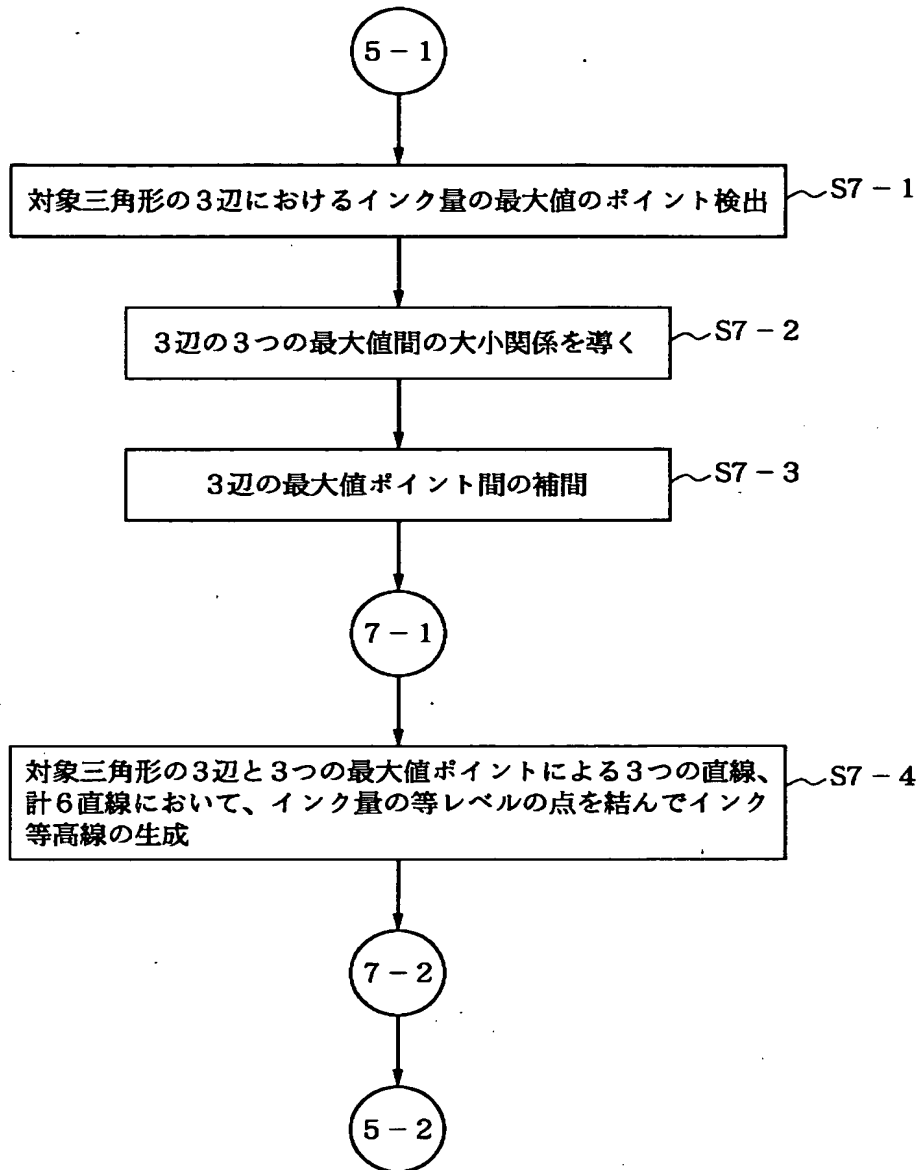 5-1
対象三角形の3辺におけるインク量の最大値のポイント検出
S7-1
3辺の3つの最大値間の大小関係を導く
S7-2
3辺の最大値ポイント間の補間
S7-3
7-1
対象三角形の3辺と3つの最大値ポイントによる3つの直線、
計6直線において、インク量の等レベルの点を結んでインク
等高線の生成
S7-4
7-2
5-2